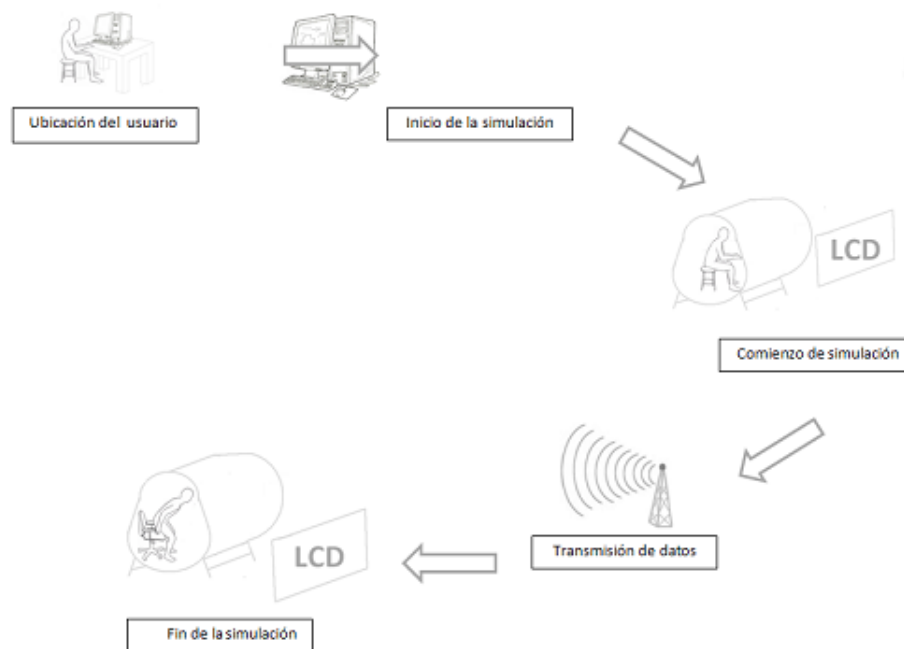 Ubicación del usuario
Inicio de la simulación
LCD
Comienzo de simulación
Transmisión de datos
LCD
Fin de la simulación